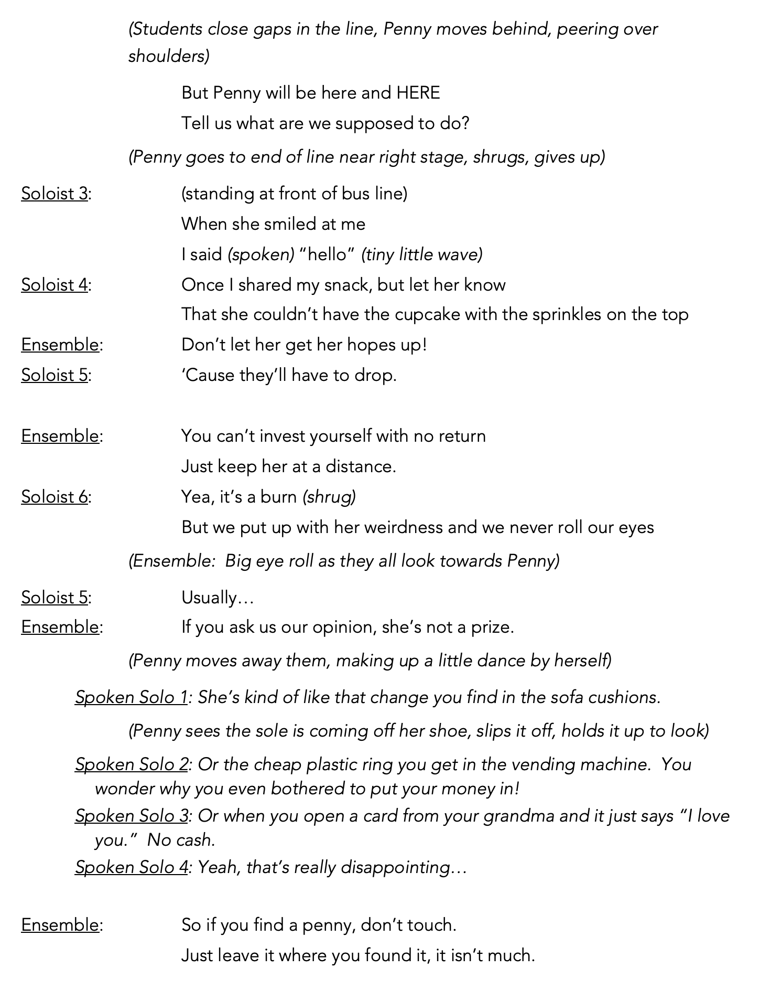 (Students close gaps in the line, Penny moves behind, peering over
shoulders)
But Penny will be here and HERE
Tell us what are we supposed to do?
(Penny goes to end of line near right stage, shrugs, gives up)
Soloist 3: (standing at front of bus line)
When she smiled at me
I said (spoken) “hello” (tiny little wave)
Soloist 4: Once I shared my snack, but let her know
That she couldn’t have the cupcake with the sprinkles on the top
Ensemble: Don’t let her get her hopes up!
Soloist 5: ‘Cause they’ll have to drop.
Ensemble: You can’t invest yourself with no return
Just keep her at a distance.
Soloist 6: Yea, it’s a burn (shrug)
But we put up with her weirdness and we never roll our eyes
(Ensemble: Big eye roll as they all look towards Penny)
Soloist 5: Usually…
Ensemble: If you ask us our opinion, she’s not a prize.
(Penny moves away them, making up a little dance by herself)
Spoken Solo 1: She’s kind of like that change you find in the sofa cushions.
(Penny sees the sole is coming off her shoe, slips it off, holds it up to look)
Spoken Solo 2: Or the cheap plastic ring you get in the vending machine. You
wonder why you even bothered to put your money in!
Spoken Solo 3: Or when you open a card from your grandma and it just says “I love
you.” No cash.
Spoken Solo 4: Yeah, that’s really disappointing…
Ensemble: So if you find a penny, don’t touch.
Just leave it where you found it, it isn’t much.